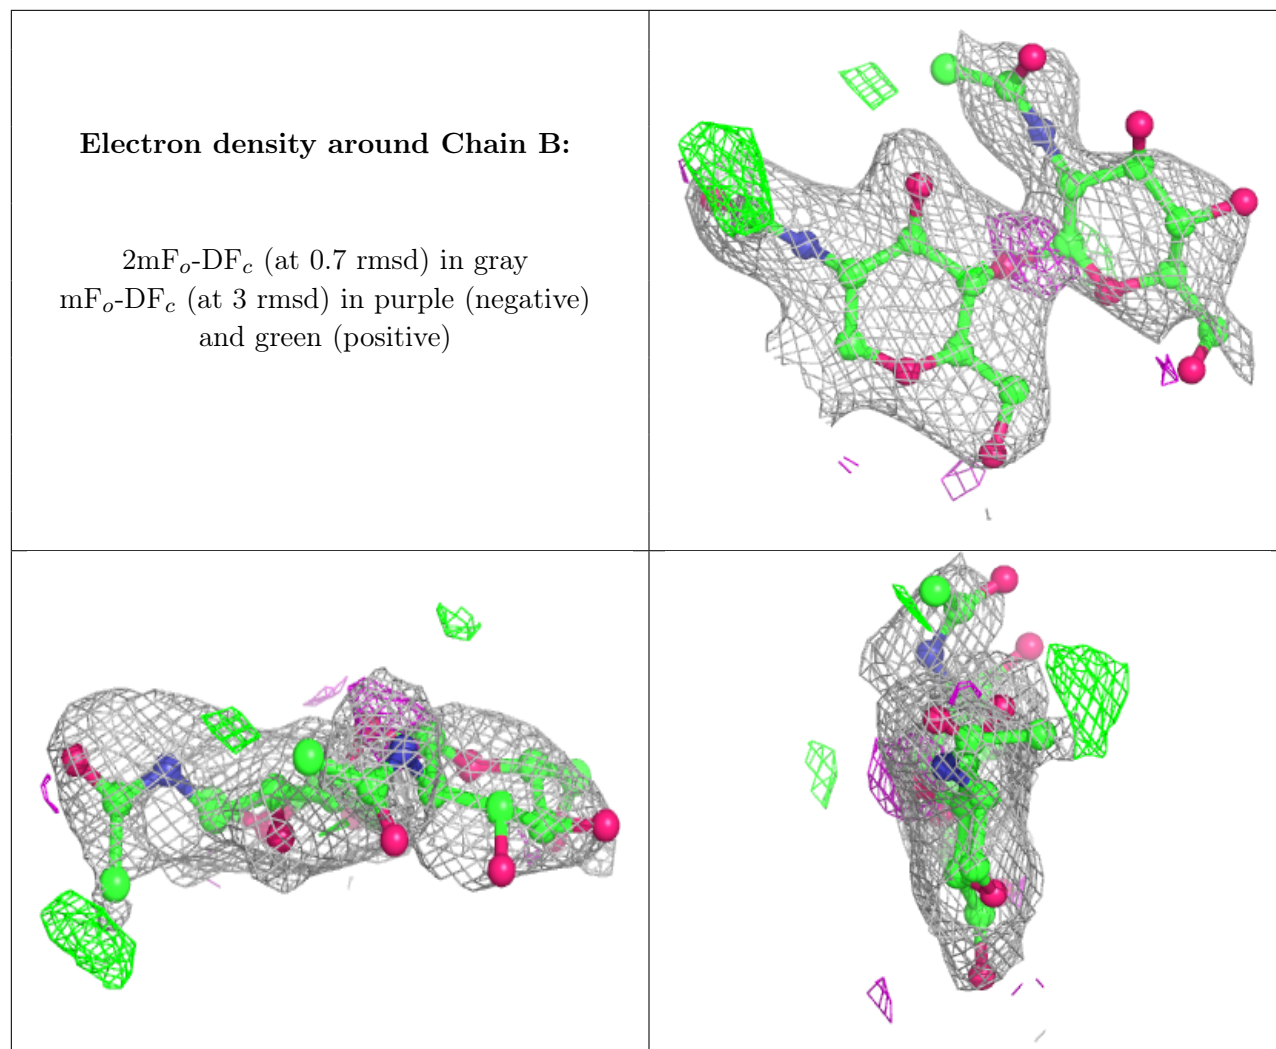 Electron density around Chain B:
2mFo-DFc (at 0.7 rmsd) in gray
mFo-DFc (at 3 rmsd) in purple (negative)
and green (positive)